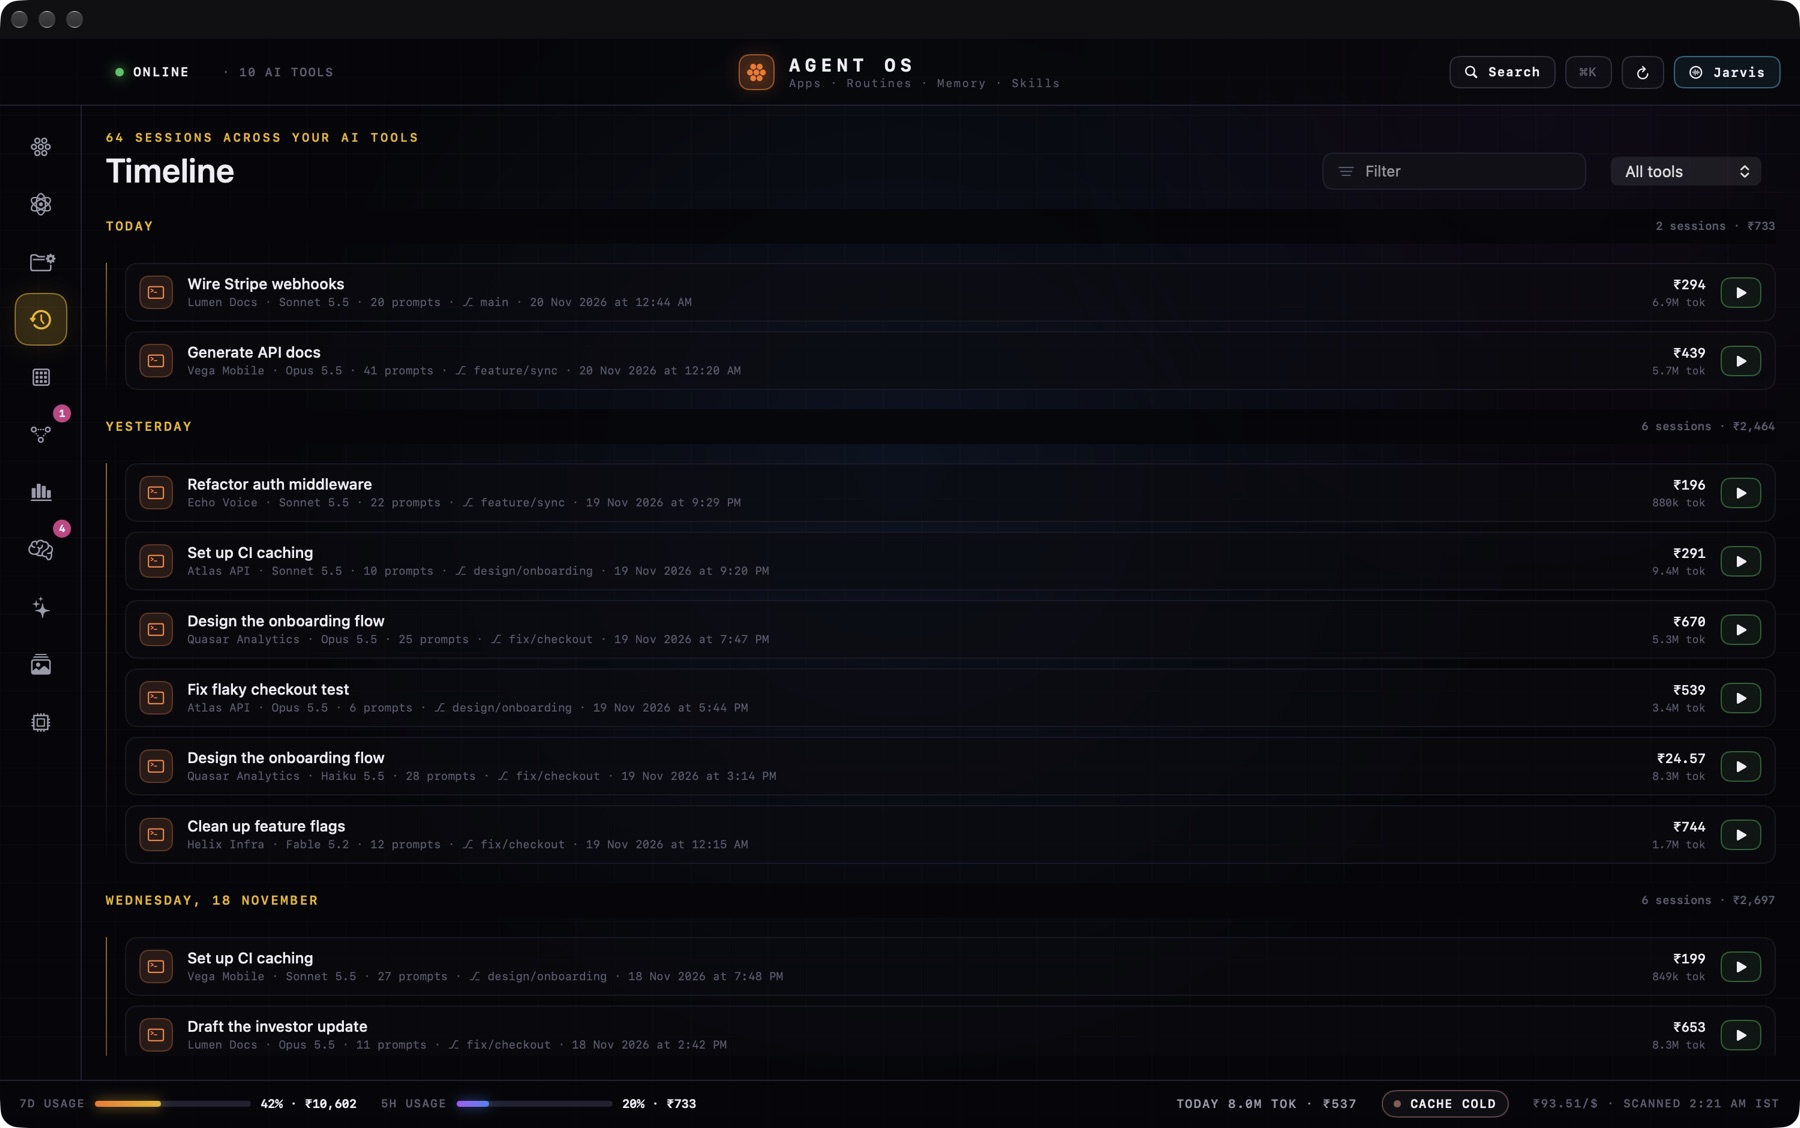 ONLINE · 10 AI TOOLS
AGENT OS
Apps · Routines · Memory · Skills
Search
⌘K
Jarvis
64 SESSIONS ACROSS YOUR AI TOOLS
Timeline
Filter
All tools
TODAY
2 sessions · ₹733
Wire Stripe webhooks
Lumen Docs · Sonnet 5.5 · 20 prompts · ⎇ main · 20 Nov 2026 at 12:44 AM
₹294
6.9M tok
Generate API docs
Vega Mobile · Opus 5.5 · 41 prompts · ⎇ feature/sync · 20 Nov 2026 at 12:20 AM
₹439
5.7M tok
YESTERDAY
6 sessions · ₹2,464
Refactor auth middleware
Echo Voice · Sonnet 5.5 · 22 prompts · ⎇ feature/sync · 19 Nov 2026 at 9:29 PM
₹196
880k tok
Set up CI caching
Atlas API · Sonnet 5.5 · 10 prompts · ⎇ design/onboarding · 19 Nov 2026 at 9:20 PM
₹291
9.4M tok
Design the onboarding flow
Quasar Analytics · Opus 5.5 · 25 prompts · ⎇ fix/checkout · 19 Nov 2026 at 7:47 PM
₹670
5.3M tok
Fix flaky checkout test
Atlas API · Opus 5.5 · 6 prompts · ⎇ design/onboarding · 19 Nov 2026 at 5:44 PM
₹539
3.4M tok
Design the onboarding flow
Quasar Analytics · Haiku 5.5 · 28 prompts · ⎇ fix/checkout · 19 Nov 2026 at 3:14 PM
₹24.57
8.3M tok
Clean up feature flags
Helix Infra · Fable 5.2 · 12 prompts · ⎇ fix/checkout · 19 Nov 2026 at 12:15 AM
₹744
1.7M tok
WEDNESDAY, 18 NOVEMBER
6 sessions · ₹2,697
Set up CI caching
Vega Mobile · Sonnet 5.5 · 27 prompts · ⎇ design/onboarding · 18 Nov 2026 at 7:48 PM
₹199
849k tok
Draft the investor update
Lumen Docs · Opus 5.5 · 11 prompts · ⎇ fix/checkout · 18 Nov 2026 at 2:42 PM
₹653
8.3M tok
1
4
7D USAGE 42% · ₹10,602 5H USAGE 20% · ₹733
TODAY 8.0M TOK · ₹537
CACHE COLD
₹93.51/$ · SCANNED 2:21 AM IST